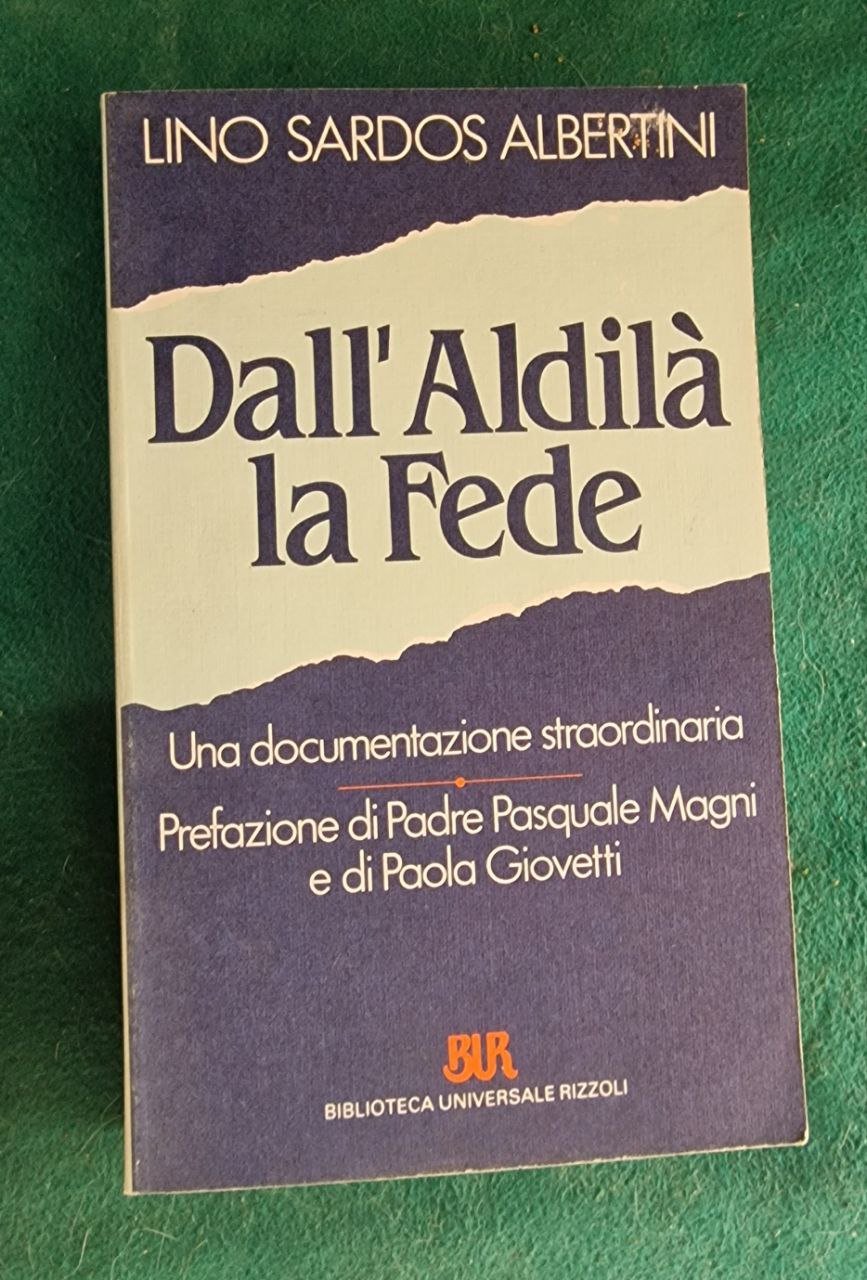 LINO SARDOS ALBERTINI
Dall'Aldilà
la Fede
Una documentazione straordinaria
Prefazione di Padre Pasquale Magni
e di Paola Giovetti
BUR
BIBLIOTECA UNIVERSALE RIZZOLI